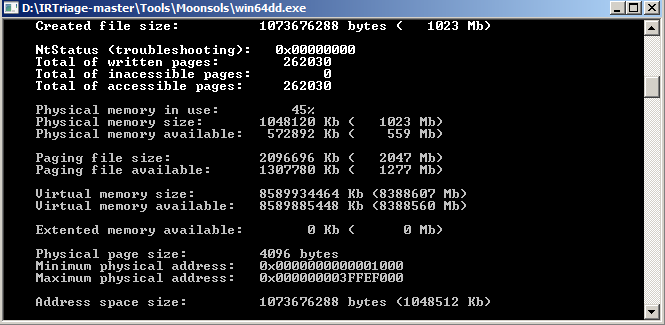 D:\IRTriage-master\Tools\Moonsols\win64dd.exe
Created file size: 1073676288 bytes ( 1023 Mb)
NtStatus (troubleshooting): 0x00000000
Total of written pages: 262030
Total of inacessible pages: 0
Total of accessible pages: 262030
Physical memory in use: 45%
Physical memory size: 1048120 Kb ( 1023 Mb)
Physical memory available: 572892 Kb ( 559 Mb)
Paging file size: 2096696 Kb ( 2047 Mb)
Paging file available: 1307780 Kb ( 1277 Mb)
Virtual memory size: 8589934464 Kb (8388607 Mb)
Virtual memory available: 8589885448 Kb (8388560 Mb)
Extented memory available: 0 Kb ( 0 Mb)
Physical page size: 4096 bytes
Minimum physical address: 0x0000000000001000
Maximum physical address: 0x000000003FFEF000
Address space size: 1073676288 bytes (1048512 Kb)